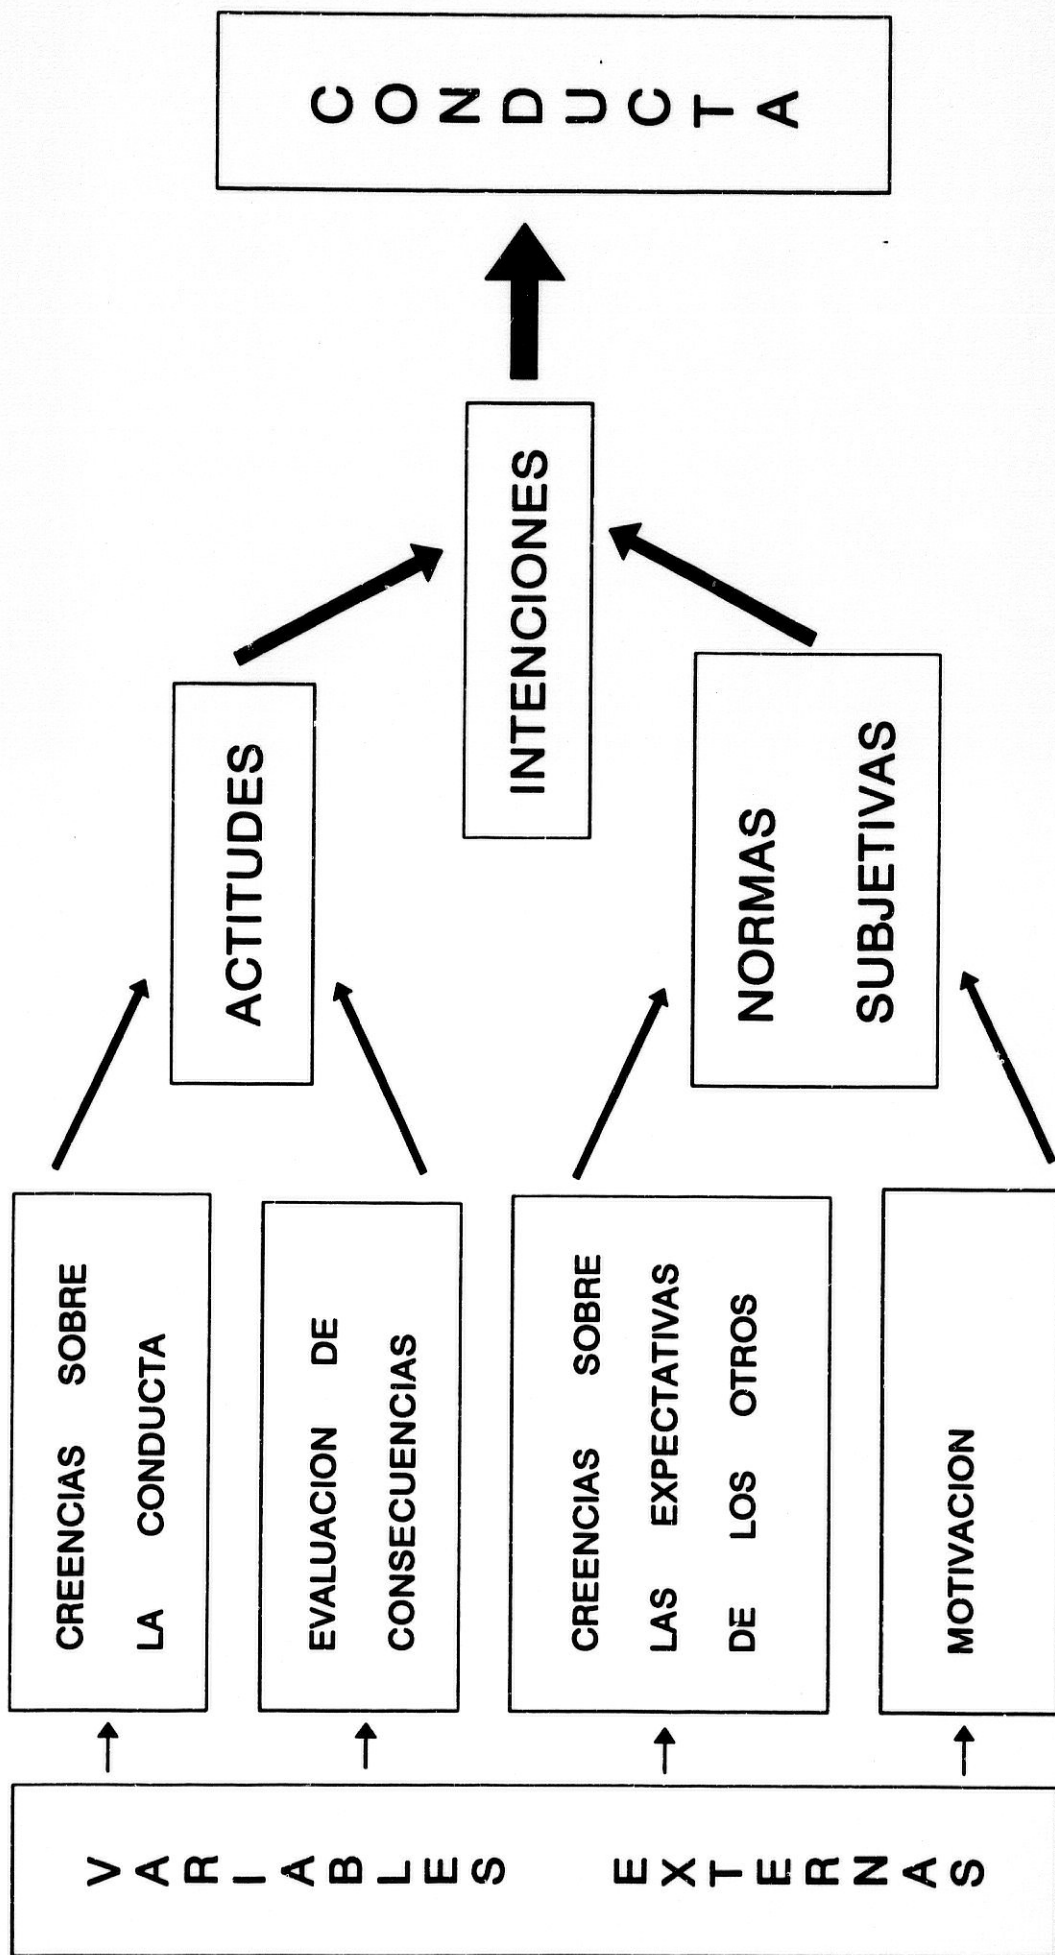 VARIABLES EXTERNAS
CREENCIAS SOBRE
LA CONDUCTA
EVALUACION DE
CONSECUENCIAS
CREENCIAS SOBRE
LAS EXPECTATIVAS
DE LOS OTROS
MOTIVACION
ACTITUDES
NORMAS
SUBJETIVAS
INTENCIONES
CONDUCTA